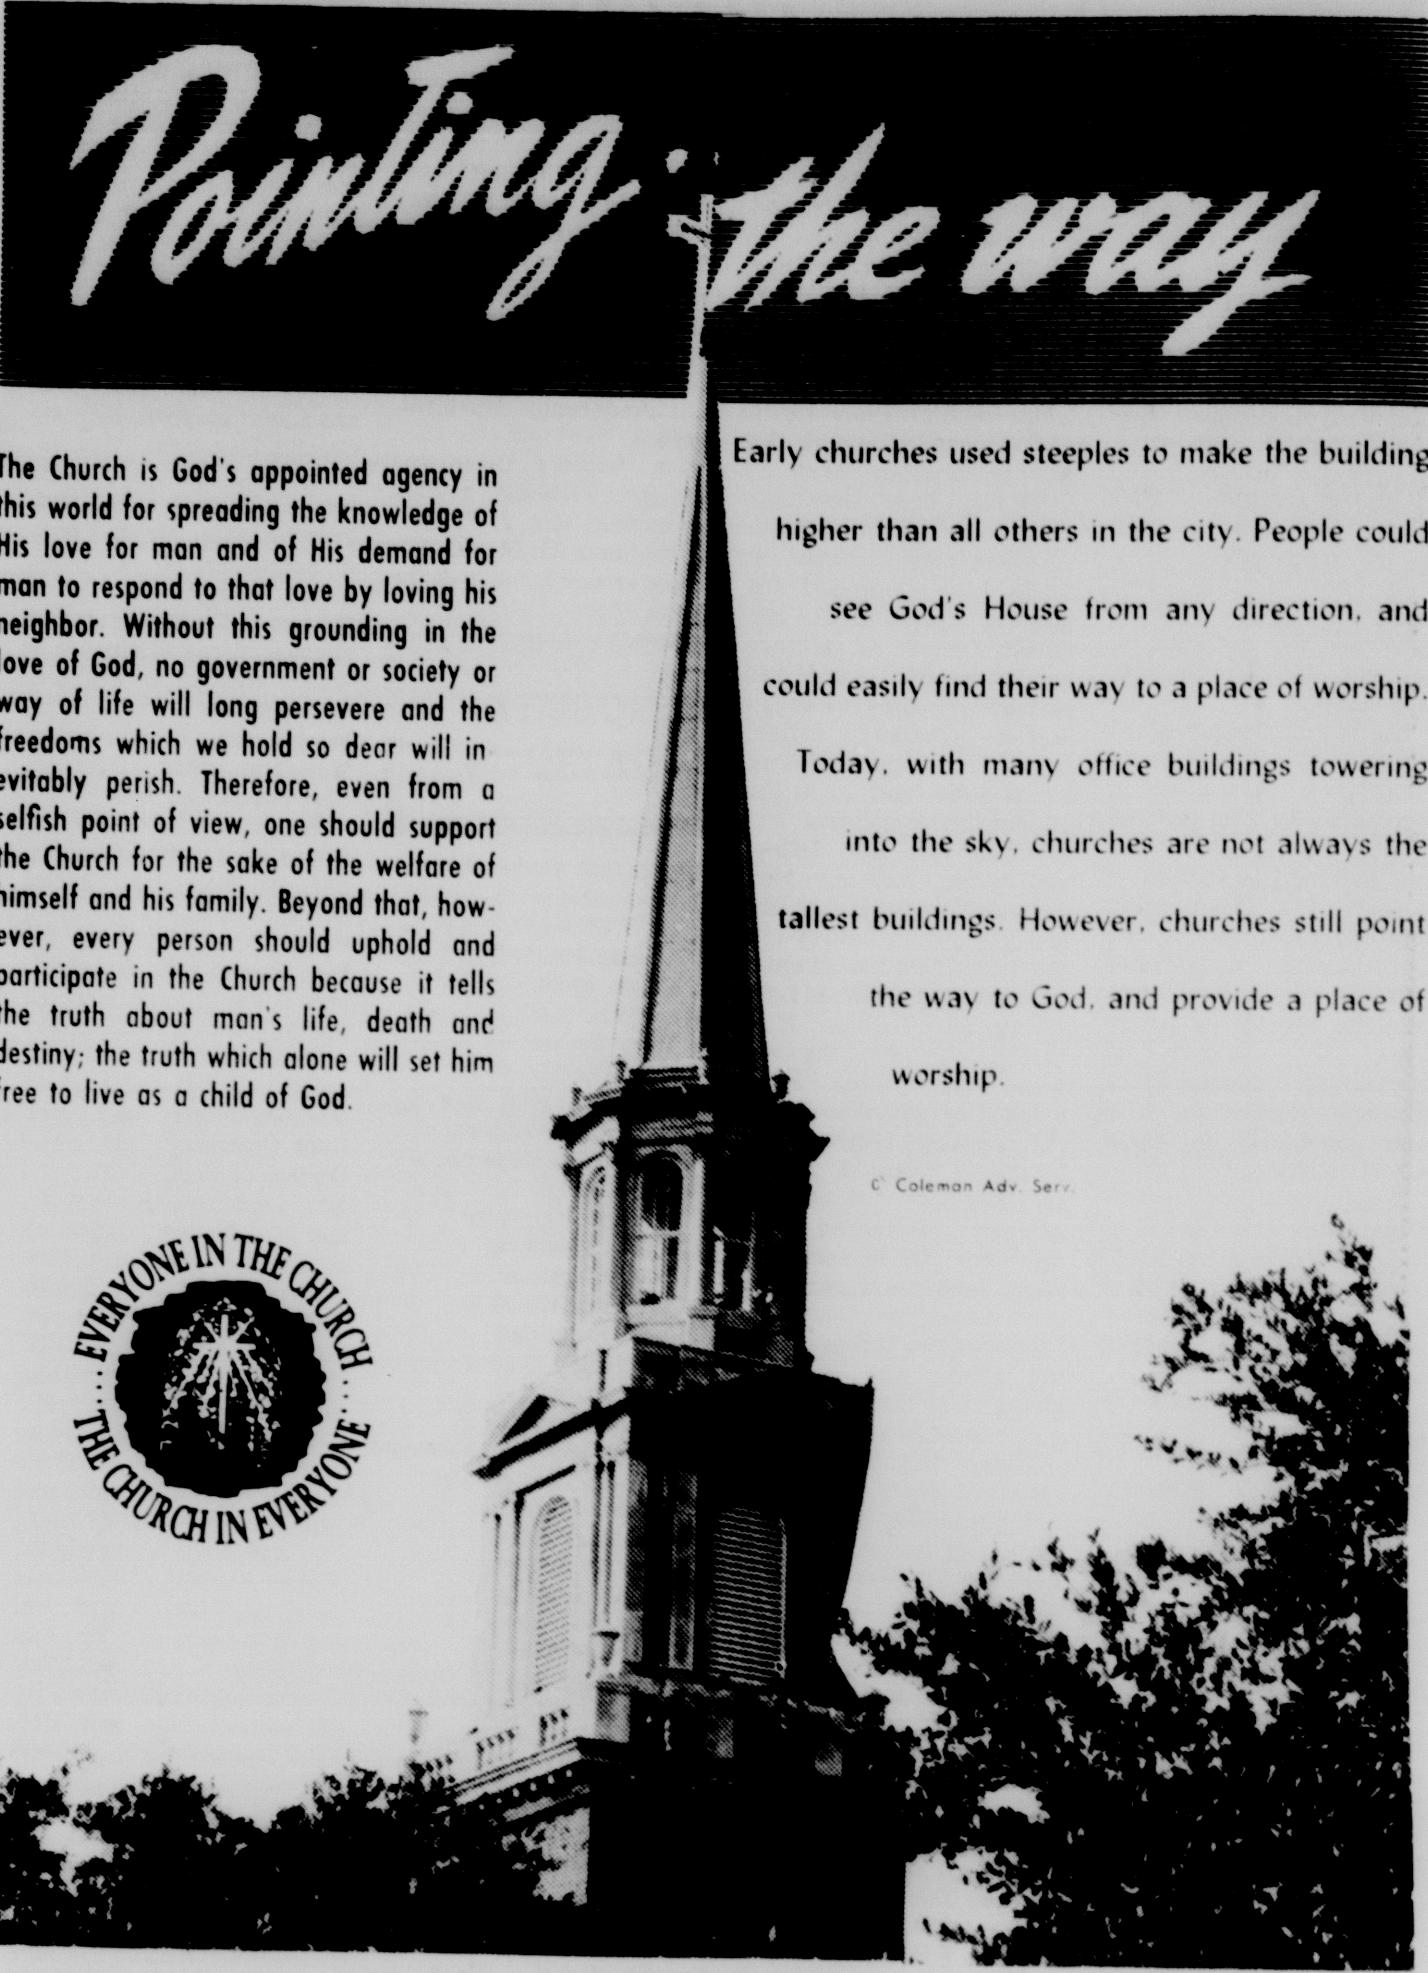 Pointing the way
The Church is God's appointed agency in
this world for spreading the knowledge of
His love for man and of His demand for
man to respond to that love by loving his
neighbor. Without this grounding in the
love of God, no government or society or
way of life will long persevere and the
freedoms which we hold so dear will in
evitably perish. Therefore, even from a
selfish point of view, one should support
the Church for the sake of the welfare of
himself and his family. Beyond that, how-
ever, every person should uphold and
participate in the Church because it tells
the truth about man's life, death and
destiny; the truth which alone will set him
free to live as a child of God.
Early churches used steeples to make the building
higher than all others in the city. People could
see God's House from any direction, and
could easily find their way to a place of worship.
Today, with many office buildings towering
into the sky, churches are not always the
tallest buildings. However, churches still point
the way to God, and provide a place of
worship.
© Coleman Adv. Serv.
EVERYONE IN THE CHURCH
THE CHURCH IN EVERYONE